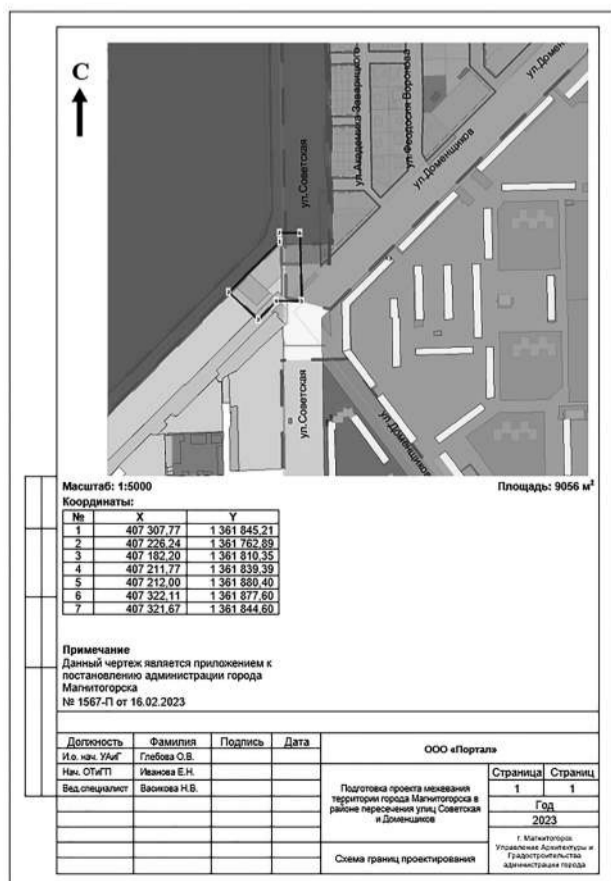 С
ул.Советская
ул.Академика Заварицкого
ул.Феодосия Воронова
ул.Доменщиков
ул.Домен
ул.Советская
ул.Доменщиков
Масштаб: 1:5000
Площадь: 9056 м²
Координаты:
№ X Y
1 407 307,77 1 361 845,21
2 407 226,24 1 361 762,89
3 407 182,20 1 361 810,35
4 407 211,77 1 361 839,39
5 407 212,00 1 361 880,40
6 407 322,11 1 361 877,60
7 407 321,67 1 361 844,60
Примечание
Данный чертеж является приложением к
постановлению администрации города
Магнитогорска
№ 1567-П от 16.02.2023
Должность Фамилия Подпись Дата
И.о. нач. УАиГ Глебова О.В.
Нач. ОТиГП Иванова Е.Н.
Вед.специалист Васикова Н.В.
ООО «Портал»
Подготовка проекта межевания
территории города Магнитогорска в
районе пересечения улиц Советская
и Доменщиков
Страница Страниц
1 1
Год
2023
Схема границ проектирования
г. Магнитогорск
Управление Архитектуры и
Градостроительства
администрации города